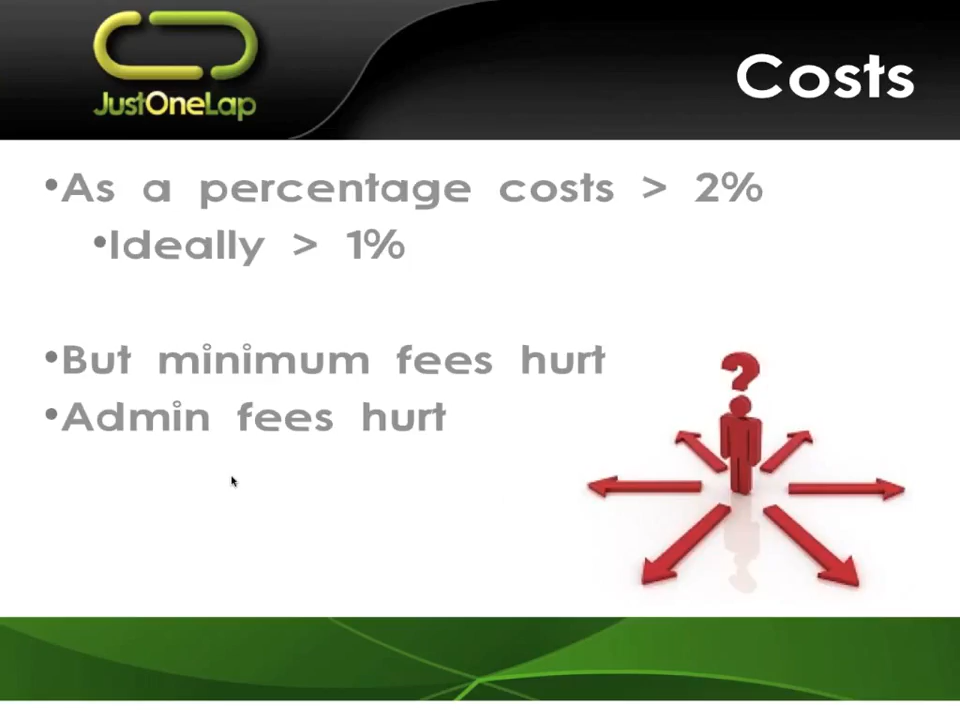 JustOneLap
Costs
•As a percentage costs > 2%
•Ideally > 1%
•But minimum fees hurt
•Admin fees hurt
?